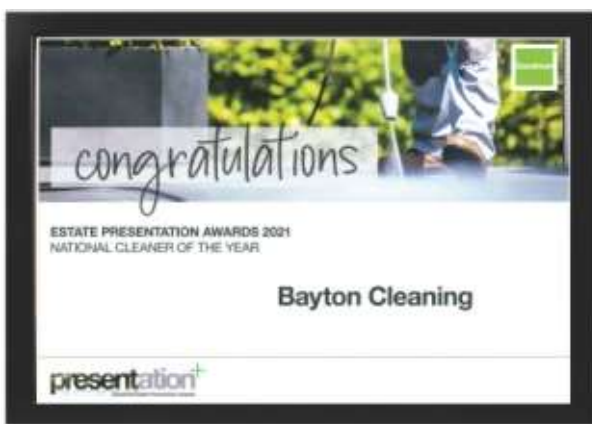 congratulations
ESTATE PRESENTATION AWARDS 2021
NATIONAL CLEANER OF THE YEAR
Bayton Cleaning
presentation+